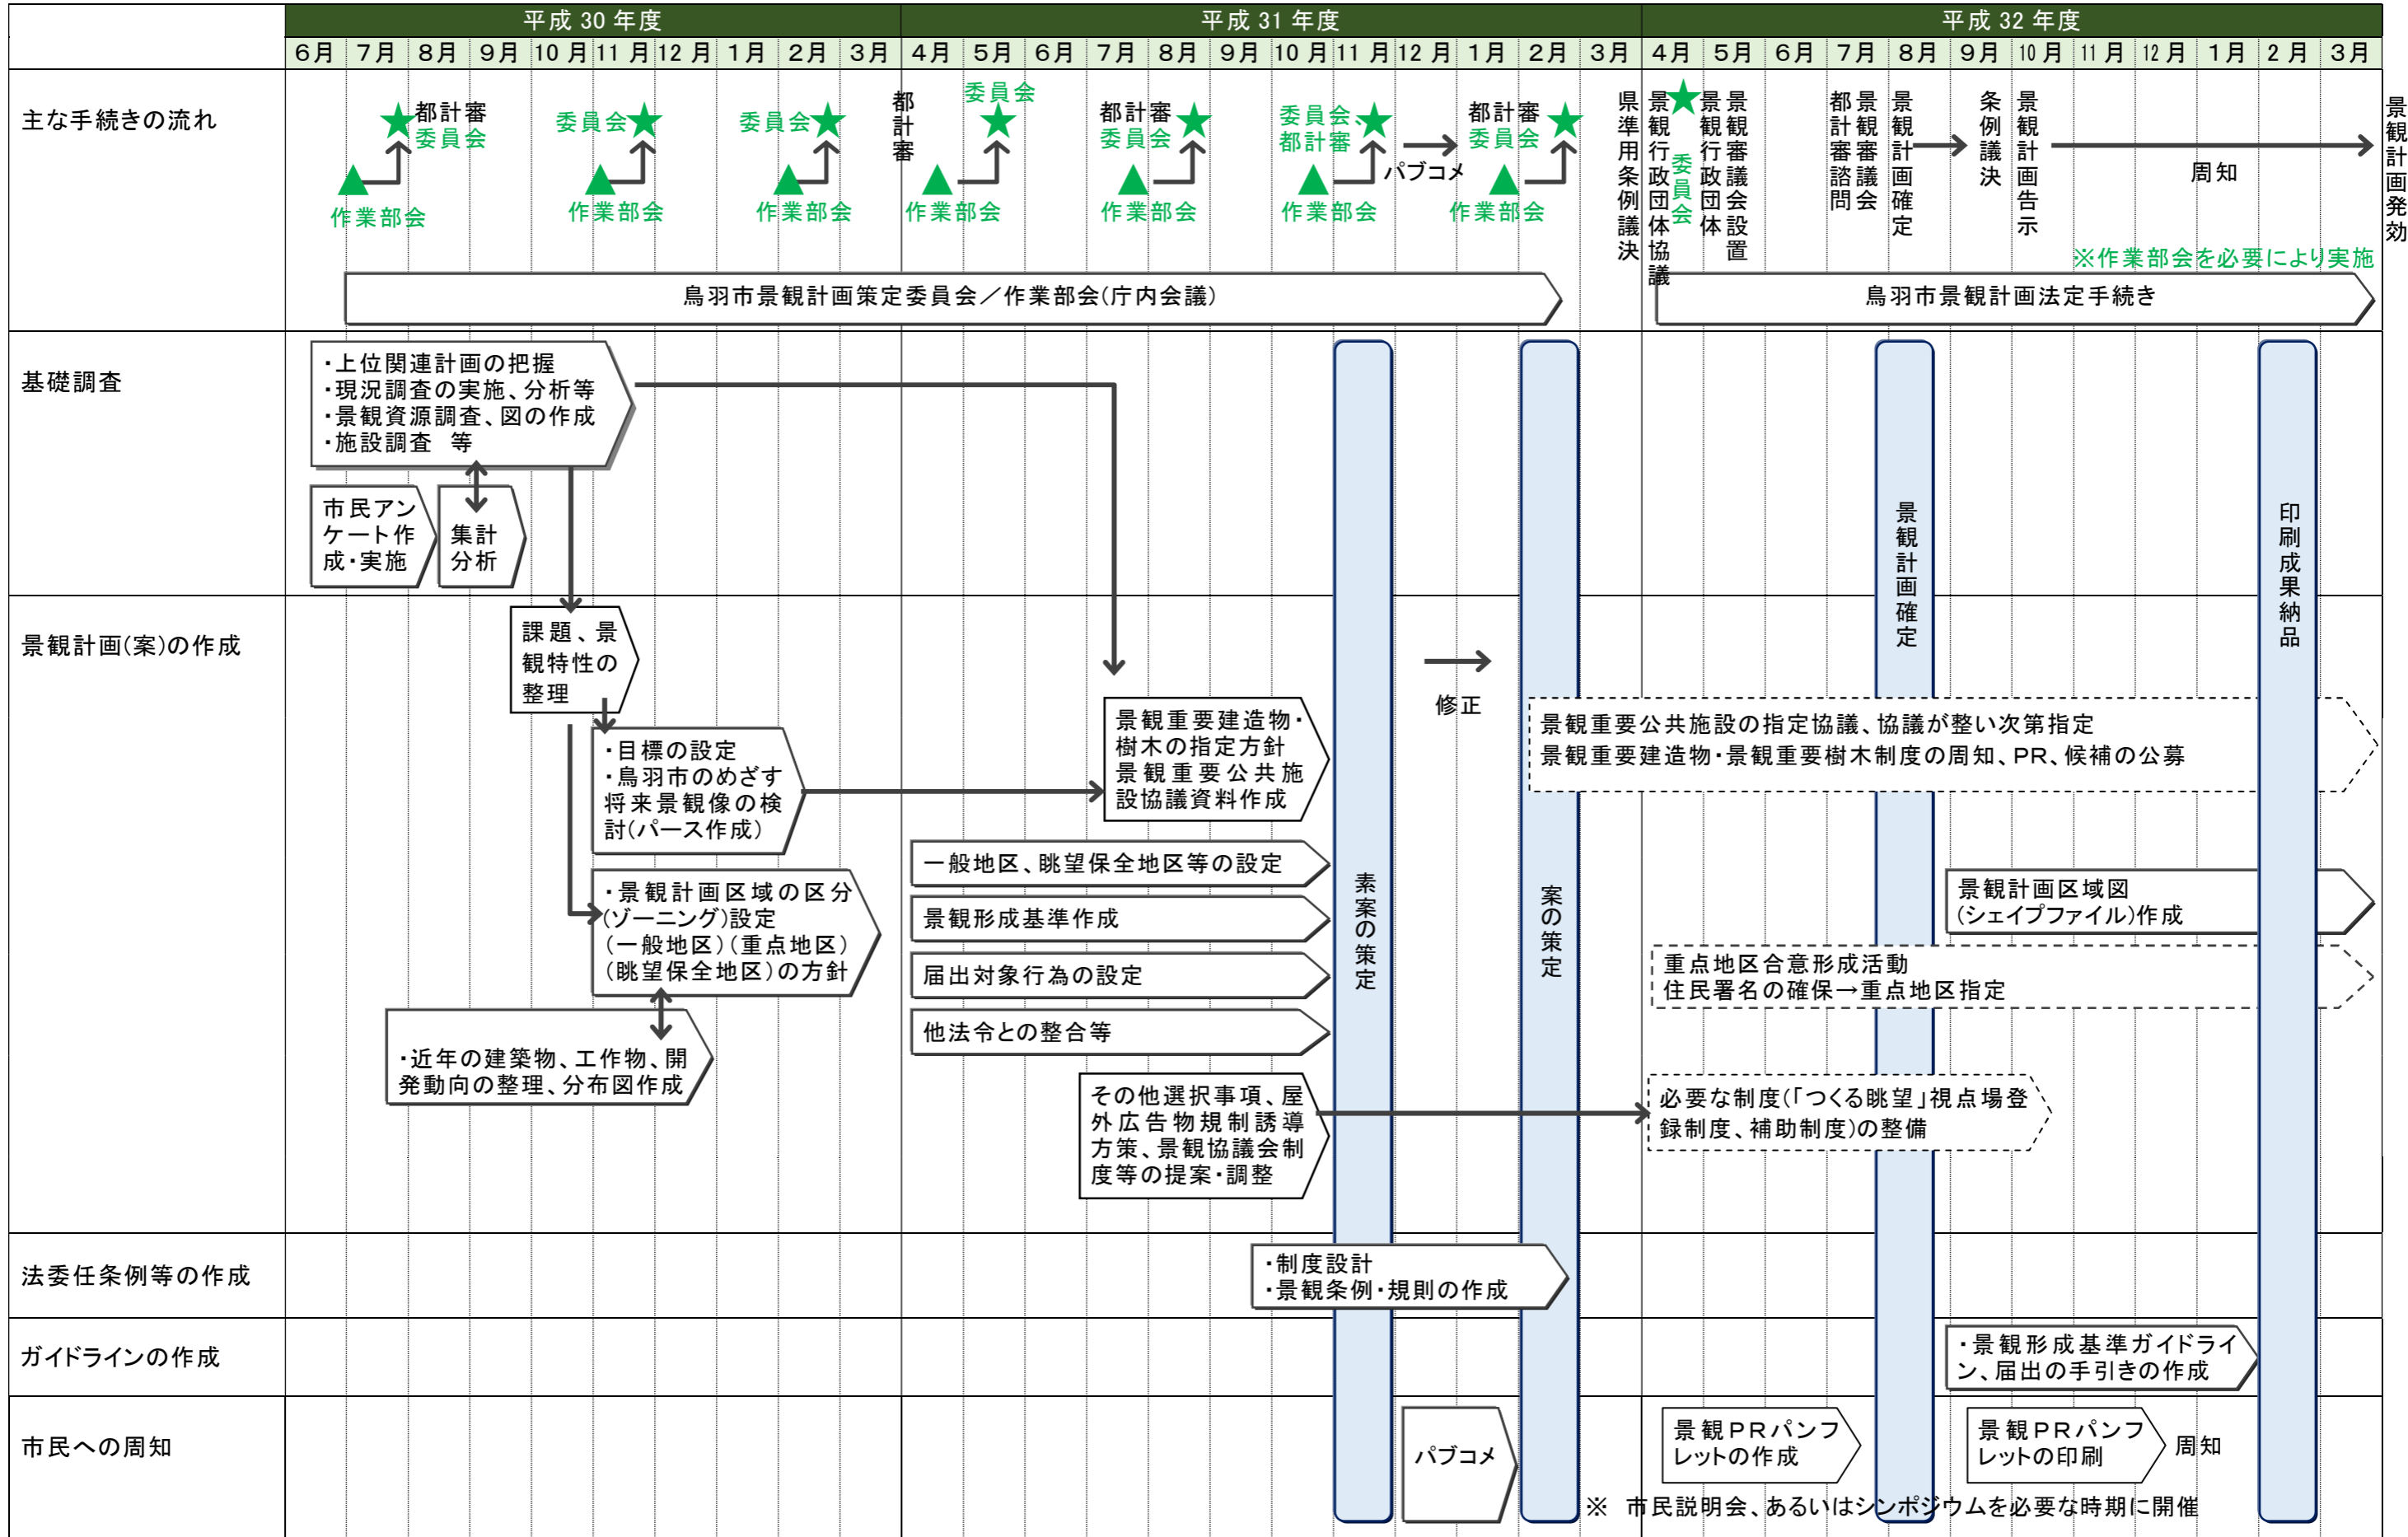 平成 30 年度
平成 31 年度
平成 32 年度
6月 7月 8月 9月 10 月 11 月 12 月 1月 2月 3月 4月 5月 6月 7月 8月 9月 10 月 11 月 12 月 1月 2月 3月 4月 5月 6月 7月 8月 9月 10 月 11 月 12 月 1月 2 月 3月
主な手続きの流れ
★都計審
委員会
▲
作業部会
委員会★
▲
作業部会
委員会★
▲
作業部会
都計審
委員会
★
▲
作業部会
都計審
委員会★
▲
作業部会
委員会、
都計審★
▲
作業部会
パブコメ
都計審
委員会★
▲
作業部会
県準用条例議決
景観行政団体協議
★
委員会
景観行政団体
景観審議会設置
都計審諮問
景観審議会
景観計画確定
条例議決
景観計画告示
周知
景観計画発効
※作業部会を必要により実施
鳥羽市景観計画策定委員会／作業部会(庁内会議)
鳥羽市景観計画法定手続き
基礎調査
・上位関連計画の把握
・現況調査の実施、分析等
・景観資源調査、図の作成
・施設調査 等
市民アン
ケート作
成・実施
集計
分析
景観計画(案)の作成
課題、景
観特性の
整理
・目標の設定
・鳥羽市のめざす
将来景観像の検
討(パース作成)
・景観計画区域の区分
(ゾーニング)設定
(一般地区)(重点地区)
(眺望保全地区)の方針
・近年の建築物、工作物、開
発動向の整理、分布図作成
景観重要建造物・
樹木の指定方針
景観重要公共施
設協議資料作成
一般地区、眺望保全地区等の設定
景観形成基準作成
届出対象行為の設定
他法令との整合等
その他選択事項、屋
外広告物規制誘導
方策、景観協議会制
度等の提案・調整
素案の策定
修正
案の策定
景観計画確定
印刷成果納品
景観重要公共施設の指定協議、協議が整い次第指定
景観重要建造物・景観重要樹木制度の周知、PR、候補の公募
景観計画区域図
(シェイプファイル)作成
重点地区合意形成活動
住民署名の確保→重点地区指定
必要な制度(「つくる眺望」視点場登
録制度、補助制度)の整備
法委任条例等の作成
・制度設計
・景観条例・規則の作成
ガイドラインの作成
・景観形成基準ガイドライ
ン、届出の手引きの作成
市民への周知
パブコメ
景観PRパンフ
レットの作成
景観PRパンフ
レットの印刷
周知
※ 市民説明会、あるいはシンポジウムを必要な時期に開催